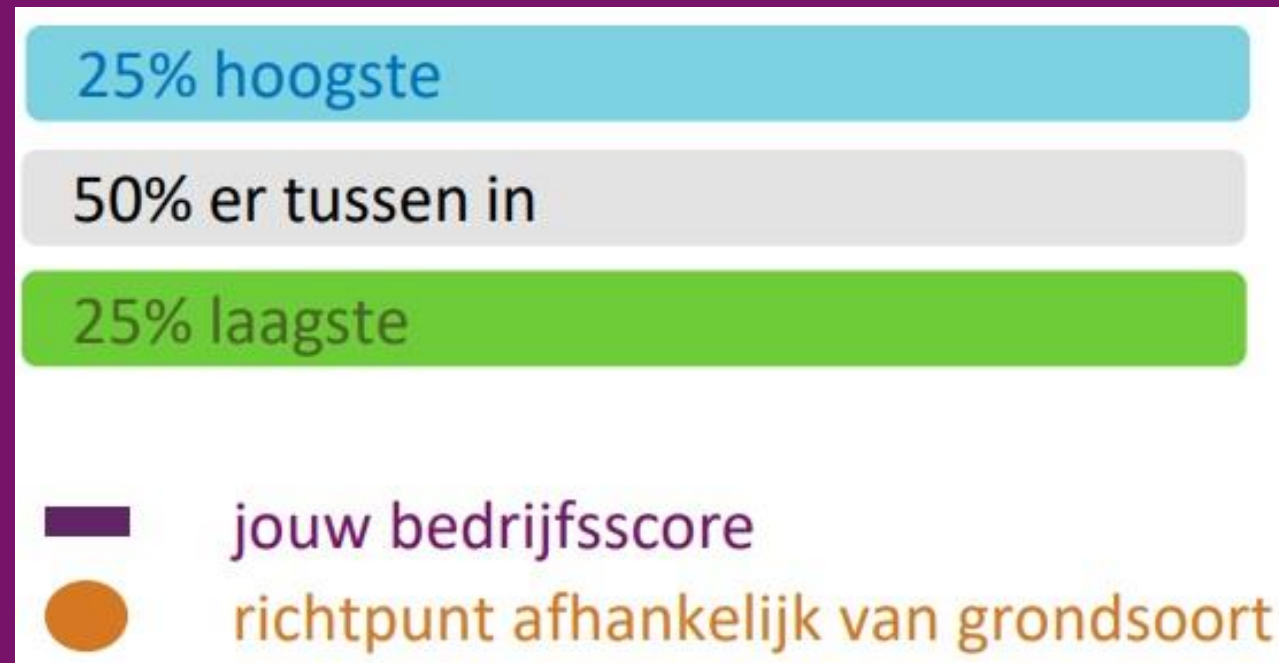 25% hoogste
50% er tussen in
25% laagste
jouw bedrijfsscore
richtpunt afhankelijk van grondsoort